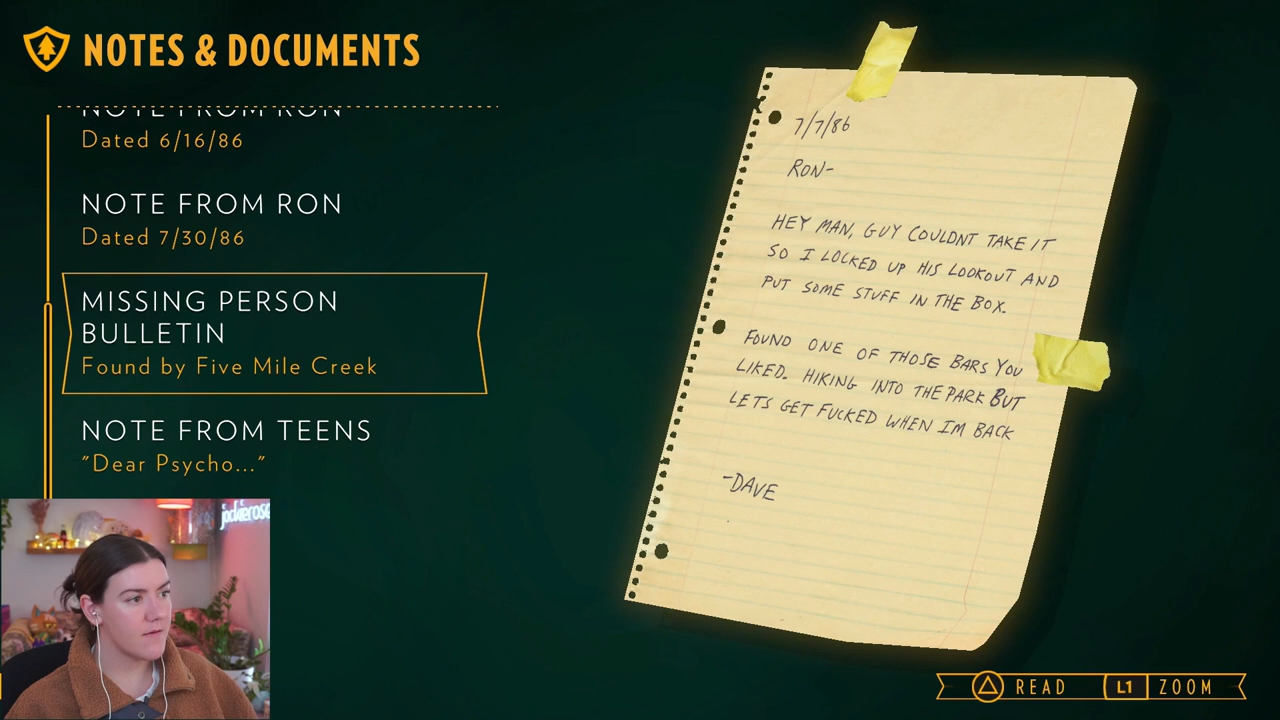 NOTES & DOCUMENTS
NOTE FROM RON
Dated 6/16/86
NOTE FROM RON
Dated 7/30/86
MISSING PERSON
BULLETIN
Found by Five Mile Creek
NOTE FROM TEENS
"Dear Psycho..."
7/7/86
RON-
HEY MAN, GUY COULDNT TAKE IT
SO I LOCKED UP HIS LOOKOUT AND
PUT SOME STUFF IN THE BOX.
FOUND ONE OF THOSE BARS YOU
LIKED. HIKING INTO THE PARK BUT
LETS GET FUCKED WHEN IM BACK
-DAVE
READ
L1 ZOOM